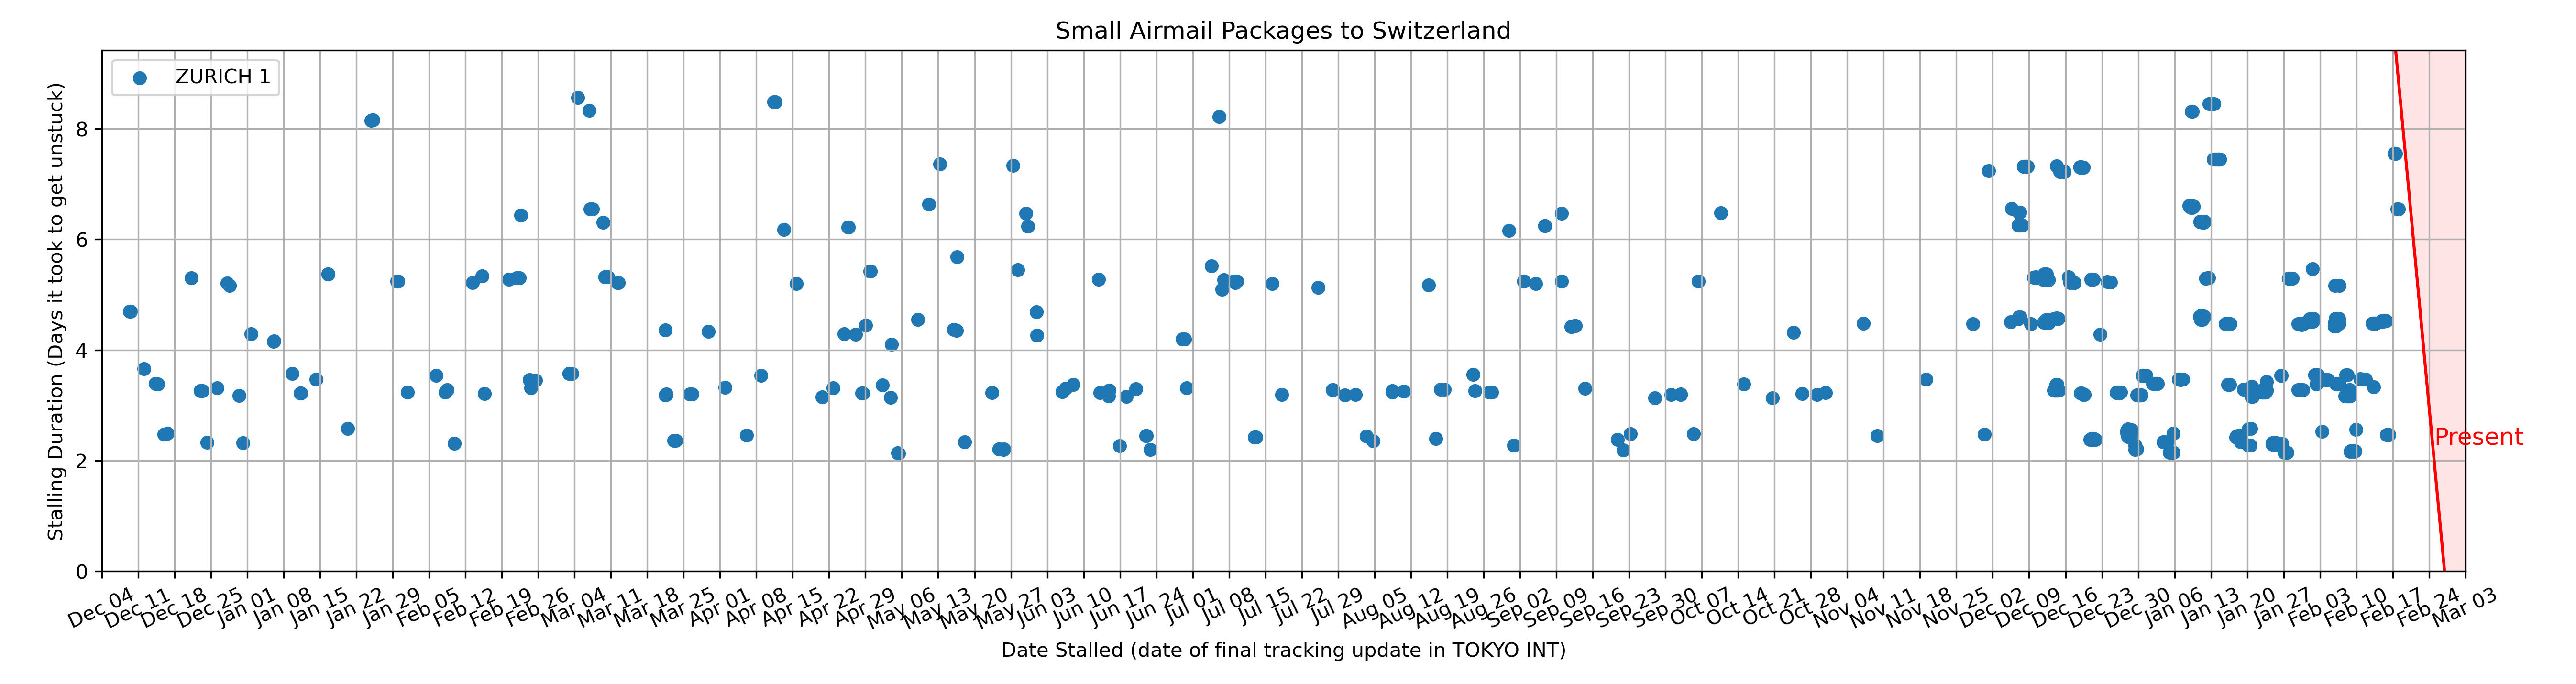 Small Airmail Packages to Switzerland
ZURICH 1
Stalling Duration (Days it took to get unstuck)
8
6
4
2
0
Present
Dec 04
Dec 11
Dec 18
Dec 25
Jan 01
Jan 08
Jan 15
Jan 22
Jan 29
Feb 05
Feb 12
Feb 19
Feb 26
Mar 04
Mar 11
Mar 18
Mar 25
Apr 01
Apr 08
Apr 15
Apr 22
Apr 29
May 06
May 13
May 20
May 27
Jun 03
Jun 10
Jun 17
Jun 24
Jul 01
Jul 08
Jul 15
Jul 22
Jul 29
Aug 05
Aug 12
Aug 19
Aug 26
Sep 02
Sep 09
Sep 16
Sep 23
Sep 30
Oct 07
Oct 14
Oct 21
Oct 28
Nov 04
Nov 11
Nov 18
Nov 25
Dec 02
Dec 09
Dec 16
Dec 23
Dec 30
Jan 06
Jan 13
Jan 20
Jan 27
Feb 03
Feb 10
Feb 17
Feb 24
Mar 03
Date Stalled (date of final tracking update in TOKYO INT)